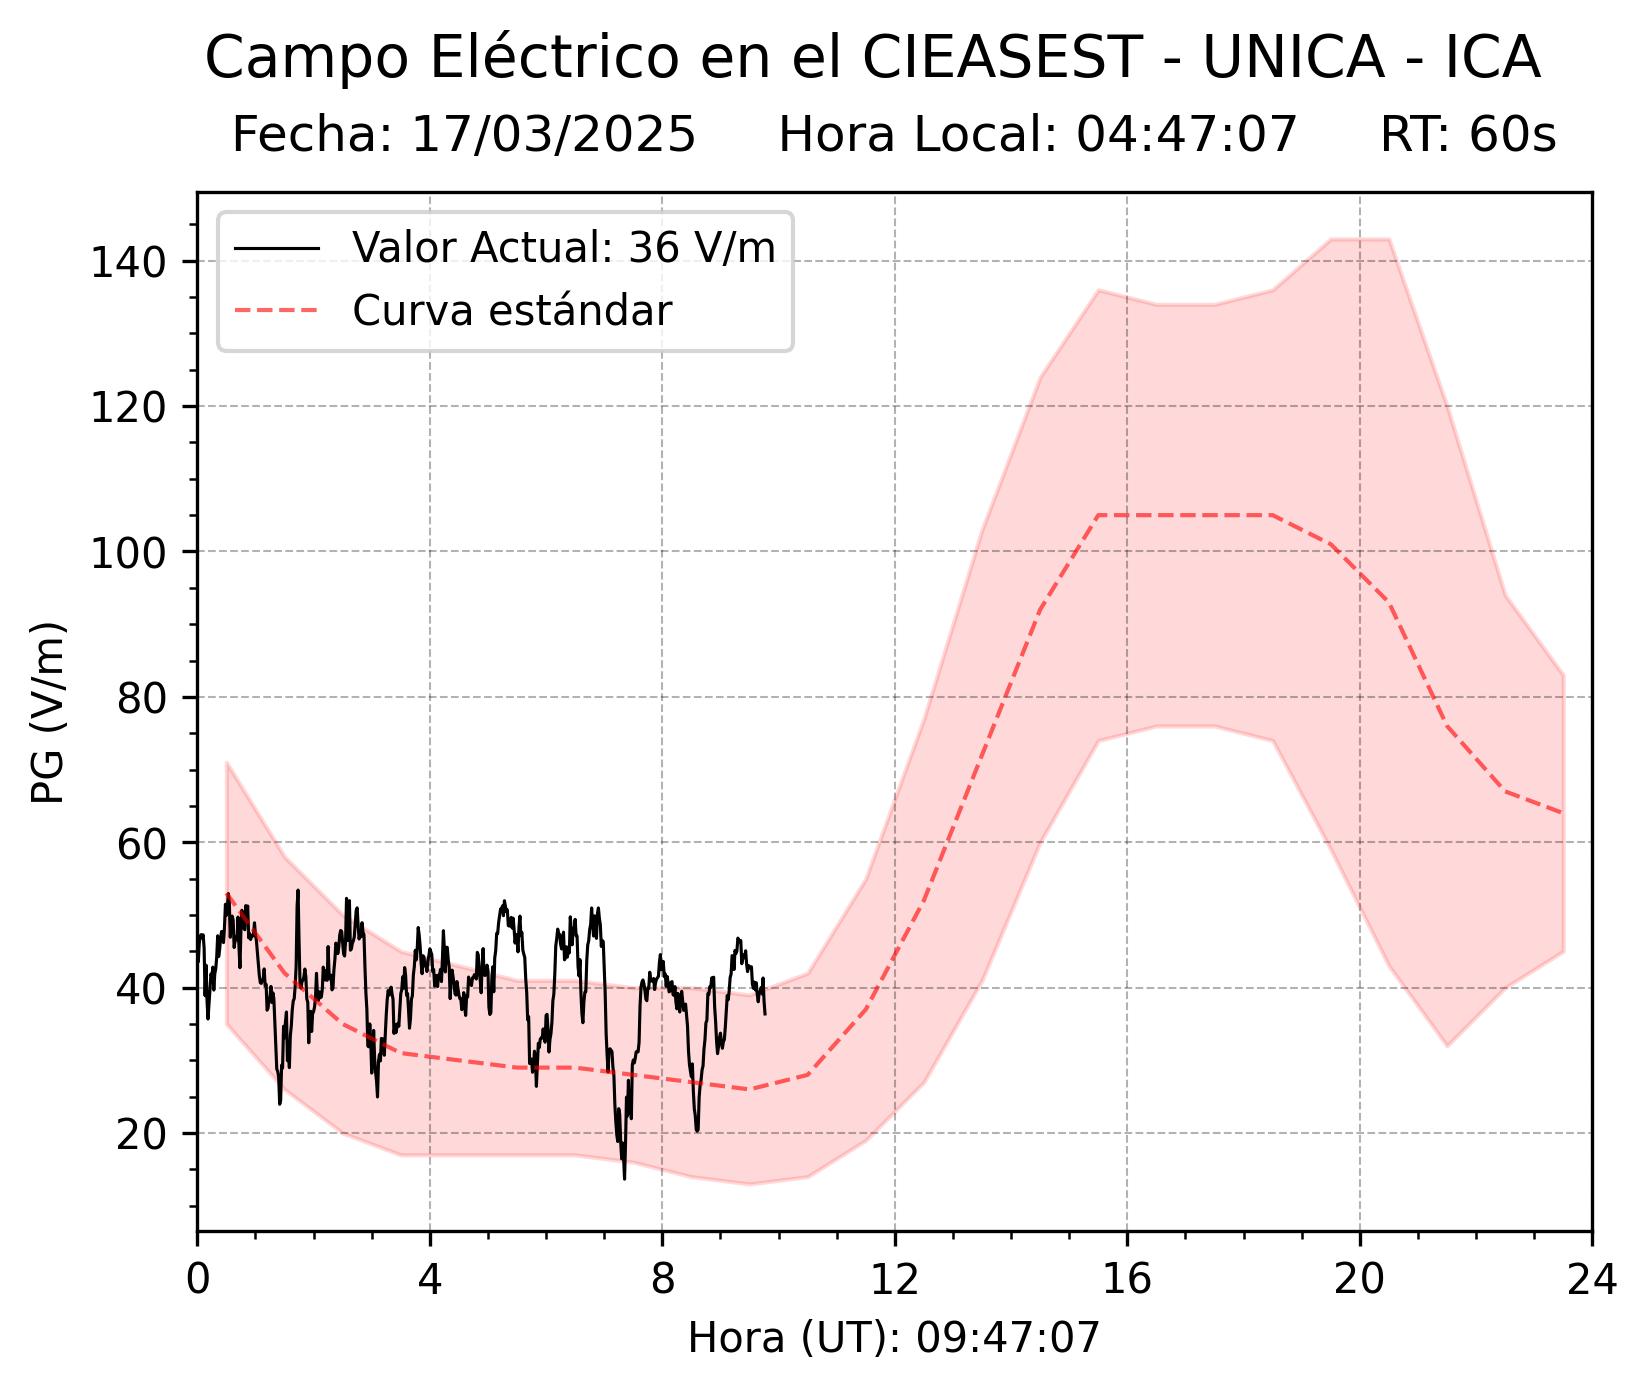 Campo Eléctrico en el CIEASEST - UNICA - ICA
Fecha: 17/03/2025 Hora Local: 04:47:07 RT: 60s
Valor Actual: 36 V/m
Curva estándar
140
120
100
80
60
40
20
PG (V/m)
0 4 8 12 16 20 24
Hora (UT): 09:47:07